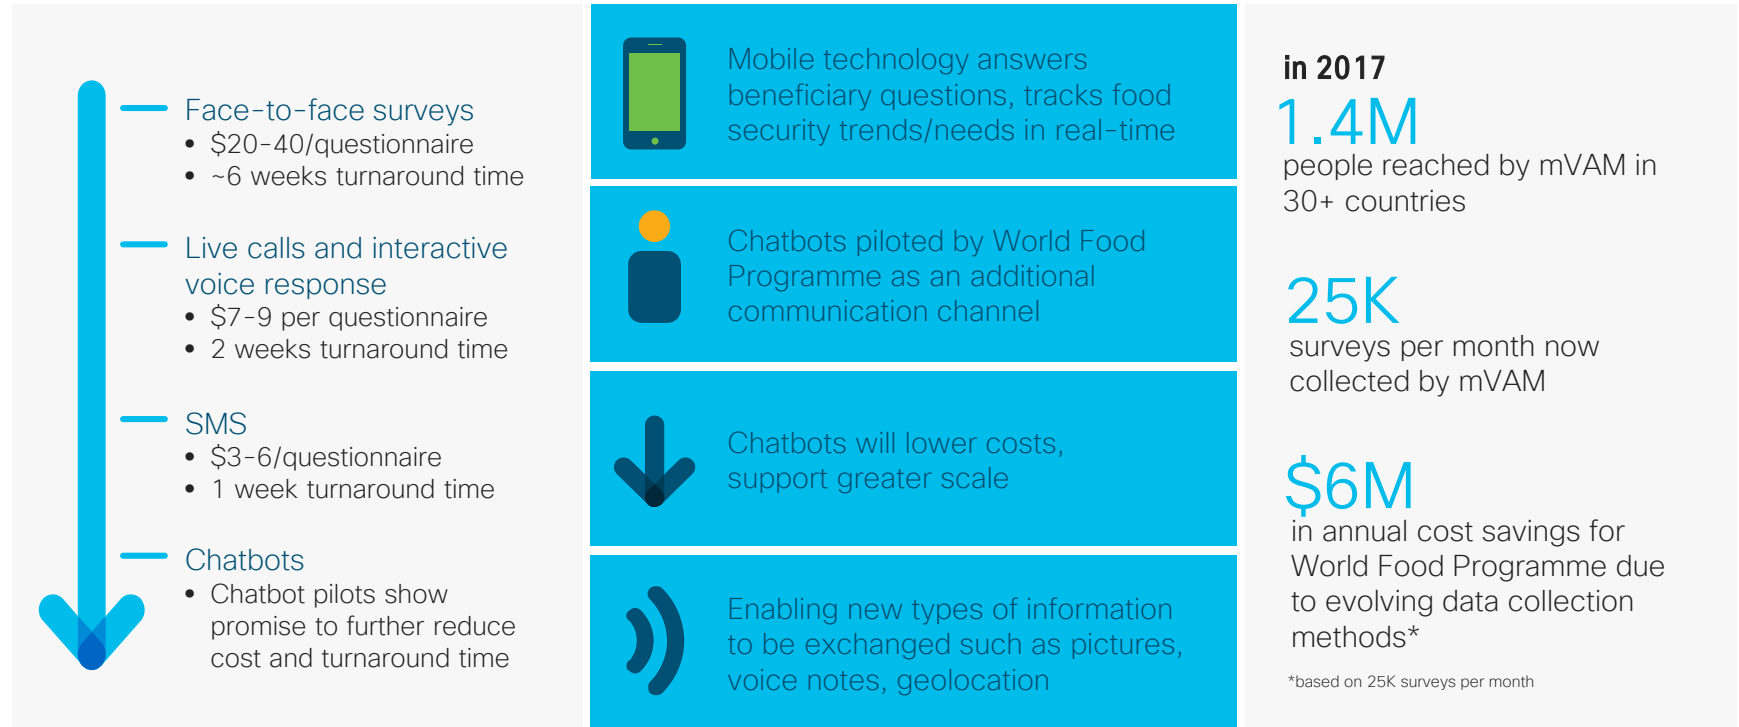 Face-to-face surveys
• $20-40/questionnaire
• ~6 weeks turnaround time
Live calls and interactive
voice response
• $7-9 per questionnaire
• 2 weeks turnaround time
SMS
• $3-6/questionnaire
• 1 week turnaround time
Chatbots
• Chatbot pilots show
promise to further reduce
cost and turnaround time
Mobile technology answers
beneficiary questions, tracks food
security trends/needs in real-time
Chatbots piloted by World Food
Programme as an additional
communication channel
Chatbots will lower costs,
support greater scale
Enabling new types of information
to be exchanged such as pictures,
voice notes, geolocation
in 2017
1.4M
people reached by mVAM in
30+ countries
25K
surveys per month now
collected by mVAM
$6M
in annual cost savings for
World Food Programme due
to evolving data collection
methods*
*based on 25K surveys per month